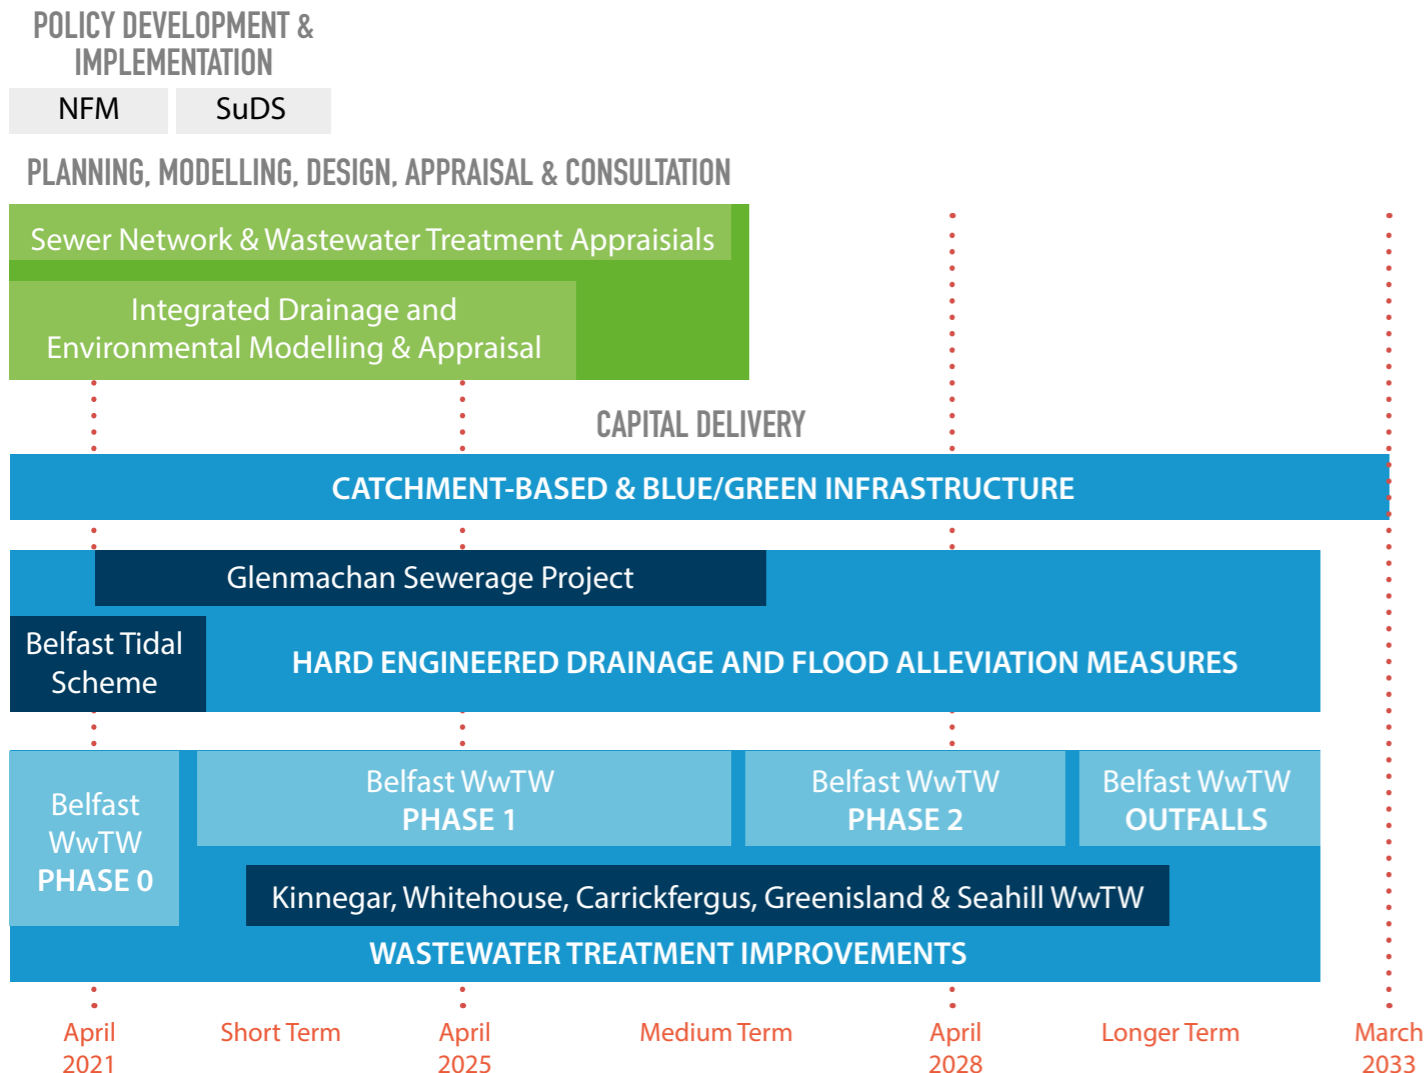 POLICY DEVELOPMENT &
IMPLEMENTATION
NFM
SuDS
PLANNING, MODELLING, DESIGN, APPRAISAL & CONSULTATION
Sewer Network & Wastewater Treatment Appraisials
Integrated Drainage and
Environmental Modelling & Appraisal
CAPITAL DELIVERY
CATCHMENT-BASED & BLUE/GREEN INFRASTRUCTURE
Glenmachan Sewerage Project
Belfast Tidal
Scheme
HARD ENGINEERED DRAINAGE AND FLOOD ALLEVIATION MEASURES
Belfast
WwTW
PHASE 0
Belfast WwTW
PHASE 1
Belfast WwTW
PHASE 2
Belfast WwTW
OUTFALLS
Kinnegar, Whitehouse, Carrickfergus, Greenisland & Seahill WwTW
WASTEWATER TREATMENT IMPROVEMENTS
April
2021
Short Term
April
2025
Medium Term
April
2028
Longer Term
March
2033